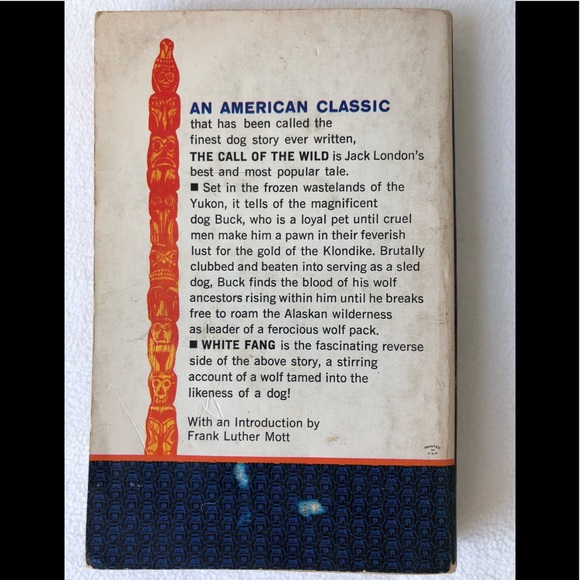 AN AMERICAN CLASSIC
that has been called the
finest dog story ever written,
THE CALL OF THE WILD is Jack London's
best and most popular tale.
■ Set in the frozen wastelands of the
Yukon, it tells of the magnificent
dog Buck, who is a loyal pet until cruel
men make him a pawn in their feverish
lust for the gold of the Klondike. Brutally
clubbed and beaten into serving as a sled
dog, Buck finds the blood of his wolf
ancestors rising within him until he breaks
free to roam the Alaskan wilderness
as leader of a ferocious wolf pack.
■ WHITE FANG is the fascinating reverse
side of the above story, a stirring
account of a wolf tamed into the
likeness of a dog!
With an Introduction by
Frank Luther Mott
PRINTED
IN
U.S.A.